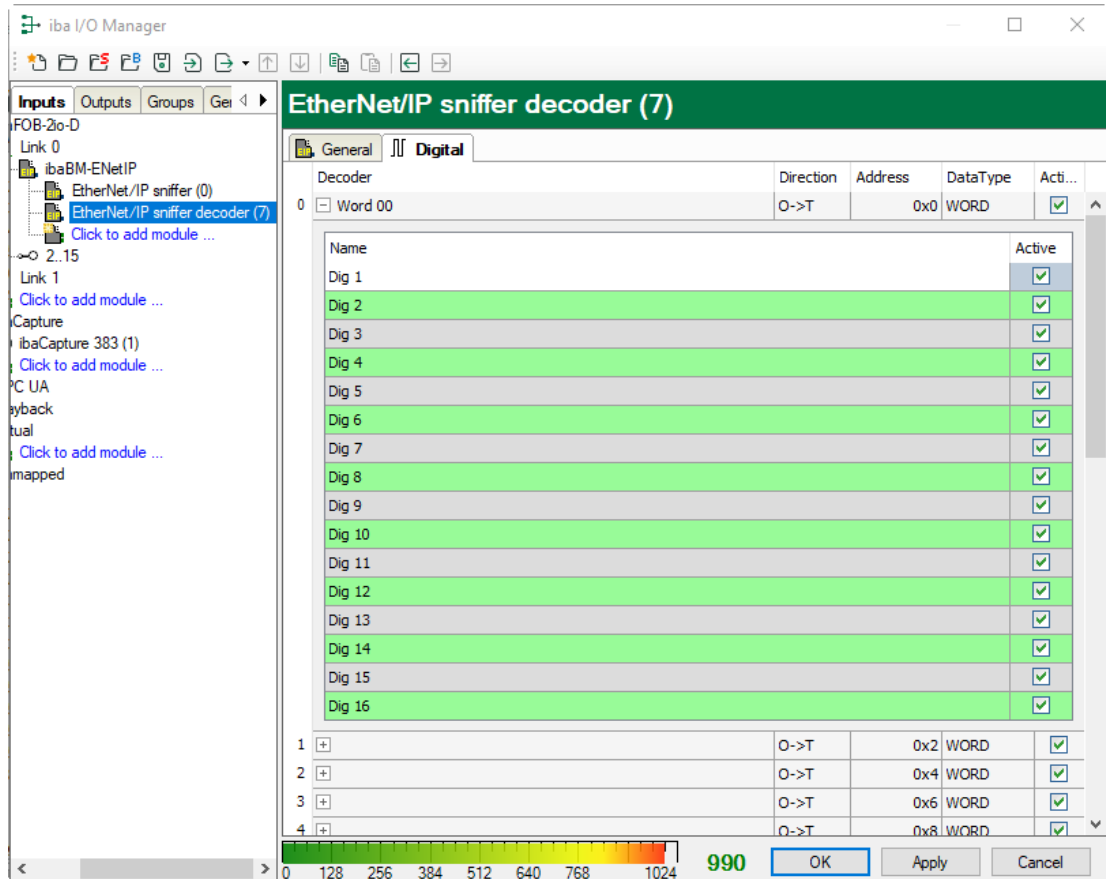 iba I/O Manager
Inputs Outputs Groups Ge
FOB-2io-D
Link 0
ibaBM-ENetIP
EtherNet/IP sniffer (0)
EtherNet/IP sniffer decoder (7)
Click to add module ...
2..15
Link 1
Click to add module ...
Capture
ibaCapture 383 (1)
Click to add module ...
PC UA
ayback
tual
Click to add module ...
mapped
EtherNet/IP sniffer decoder (7)
General Digital
Decoder Direction Address DataType Acti...
0 Word 00 O->T 0x0 WORD
Name Active
Dig 1
Dig 2
Dig 3
Dig 4
Dig 5
Dig 6
Dig 7
Dig 8
Dig 9
Dig 10
Dig 11
Dig 12
Dig 13
Dig 14
Dig 15
Dig 16
1 O->T 0x2 WORD
2 O->T 0x4 WORD
3 O->T 0x6 WORD
4 O->T 0x8 WORD
0 128 256 384 512 640 768 1024
990 OK Apply Cancel